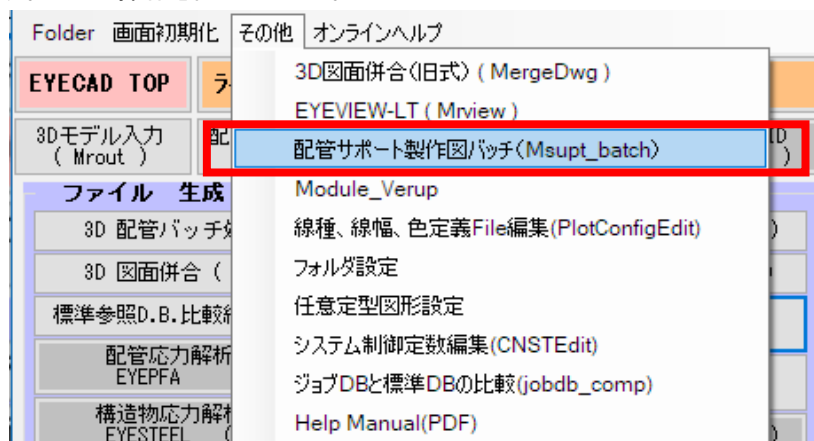 Folder 画面初期化 その他 オンラインヘルプ
EYECAD TOP
3D図面併合(旧式) ( MergeDwg )
EYEVIEW-LT ( Mrview )
3Dモデル入力
( Mrout )
配管サポート製作図バッチ(Msupt_batch)
ファイル 生成
Module_Verup
3D 配管バッチ
線種、線幅、色定義File編集(PlotConfigEdit)
3D 図面併合 (
フォルダ設定
標準参照D.B.比較
任意定型図形設定
システム制御定数編集(CNSTEdit)
配管応力解析
EYEPFA
ジョブDBと標準DBの比較(jobdb_comp)
構造物応力解
EYESTEEL (
Help Manual(PDF)